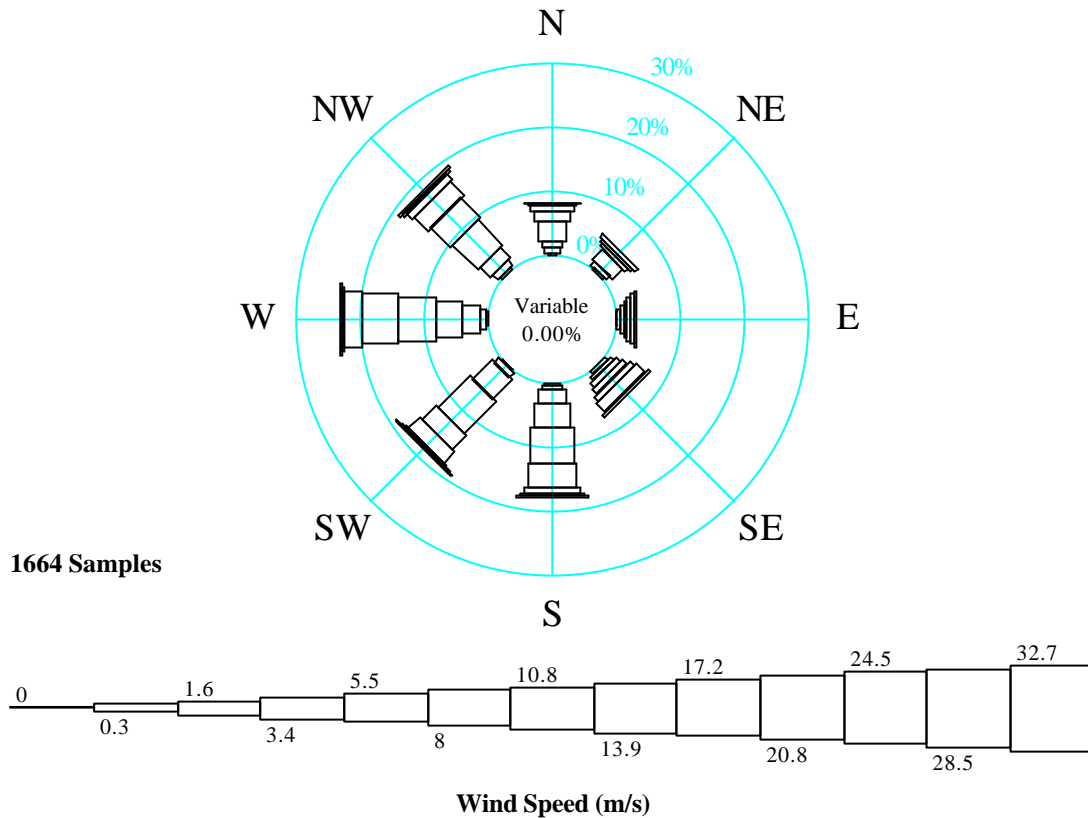 N
30%
NW
NE
20%
10%
0%
W
Variable
0.00%
E
SW
SE
1664 Samples
S
0 1.6 5.5 10.8 17.2 24.5 32.7
0.3 3.4 8 13.9 20.8 28.5
Wind Speed (m/s)